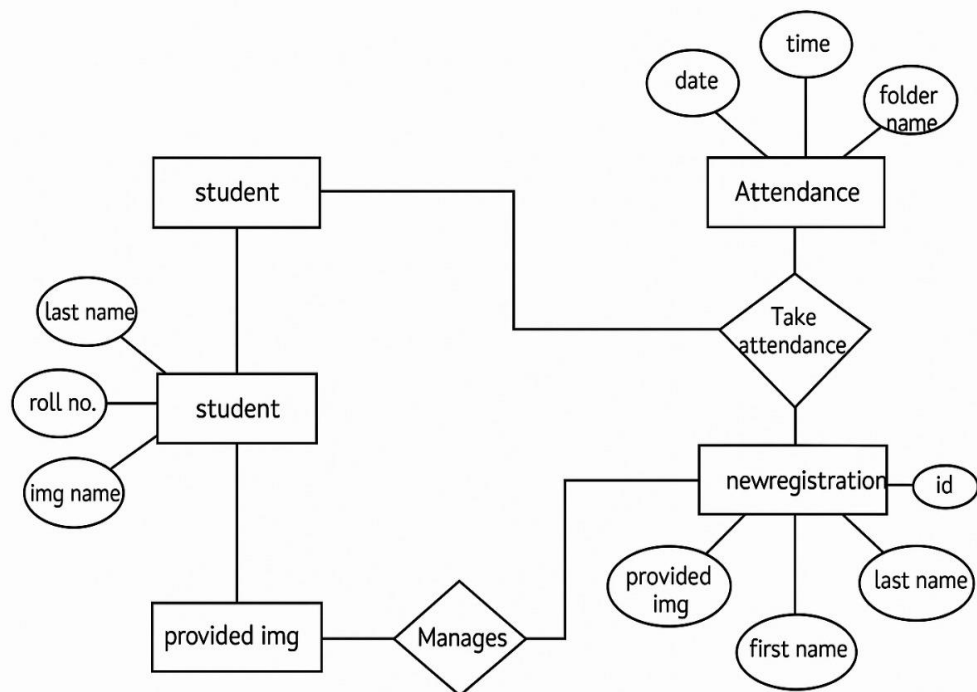 time
date
folder
name
student
Attendance
last name
Take
attendance
roll no.
student
img name
newregistration
id
provided
img
last name
provided img
Manages
first name